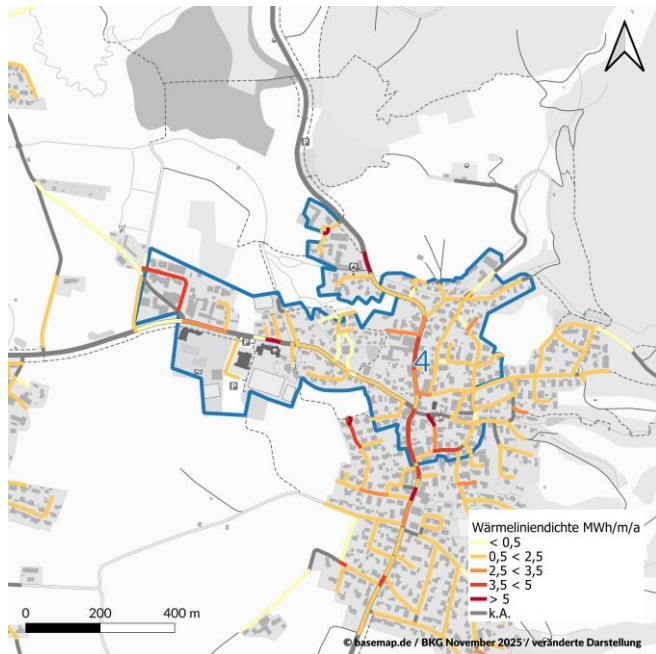 P
4
P
P
Wärmeliniendichte MWh/m/a
< 0,5
0,5 < 2,5
2,5 < 3,5
3,5 < 5
> 5
k.A.
0 200 400 m
© basemap.de / BKG November 2025 / veränderte Darstellung